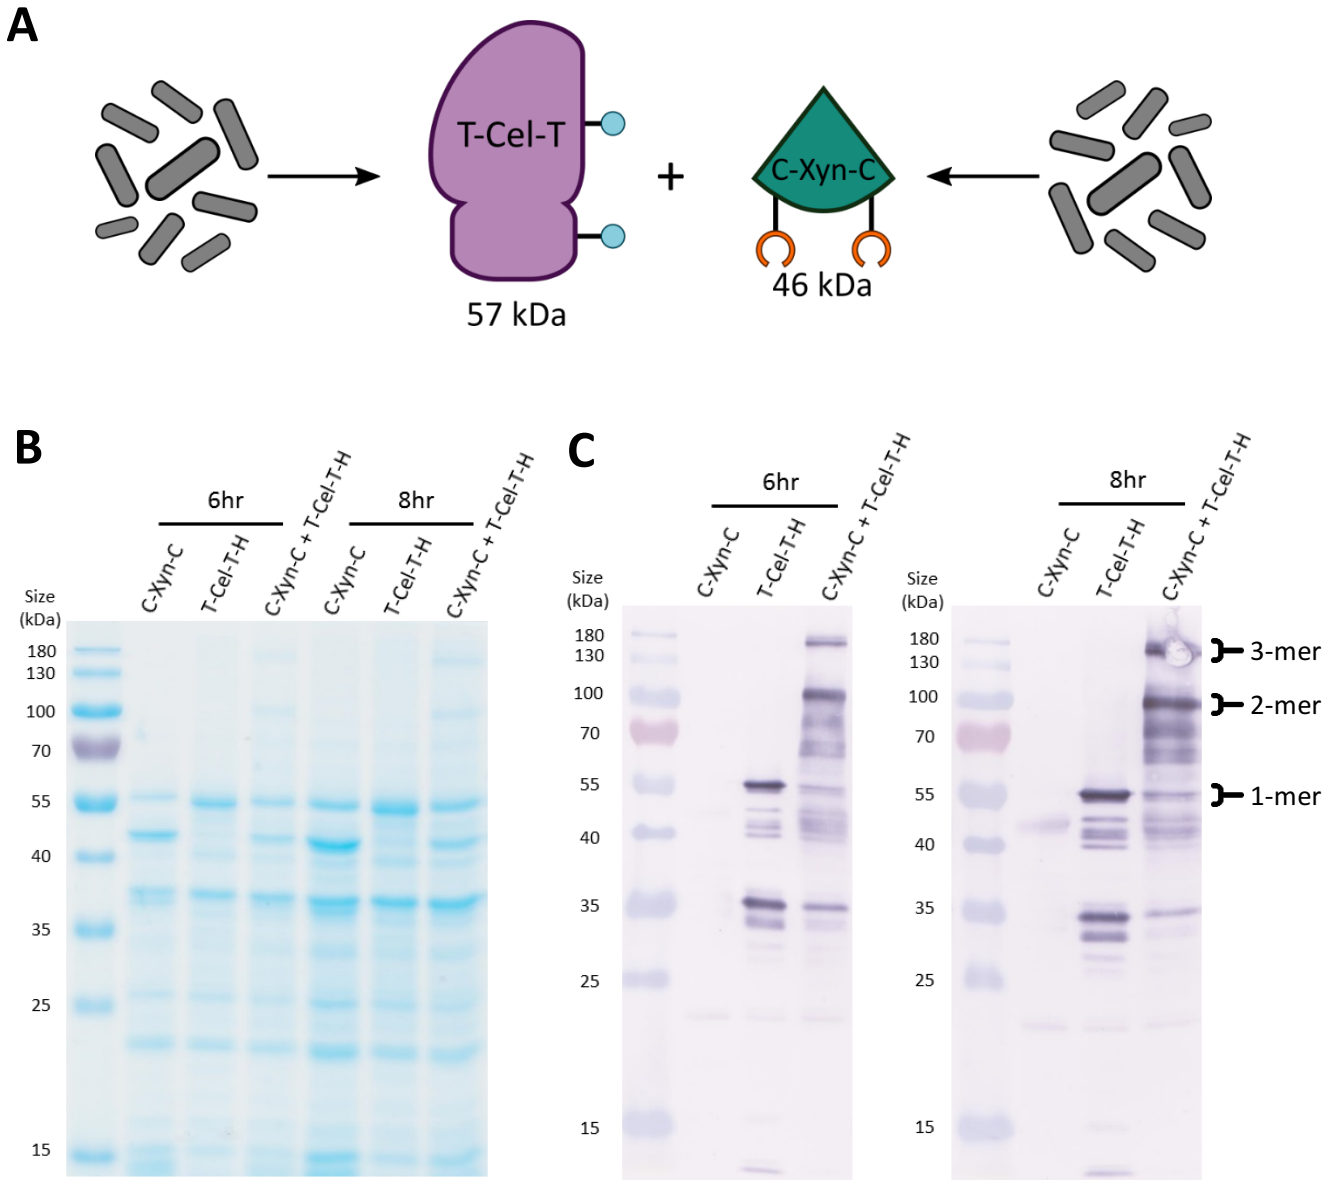 A
T-Cel-T
+
C-Xyn-C
57 kDa
46 kDa
B
6hr
8hr
C-Xyn-C
T-Cel-T-H
C-Xyn-C + T-Cel-T-H
C-Xyn-C
T-Cel-T-H
C-Xyn-C + T-Cel-T-H
Size
(kDa)
180
130
100
70
55
40
35
25
15
C
6hr
C-Xyn-C
T-Cel-T-H
C-Xyn-C + T-Cel-T-H
Size
(kDa)
180
130
100
70
55
40
35
25
15
8hr
C-Xyn-C
T-Cel-T-H
C-Xyn-C + T-Cel-T-H
Size
(kDa)
180
130
100
70
55
40
35
25
15
3-mer
2-mer
1-mer